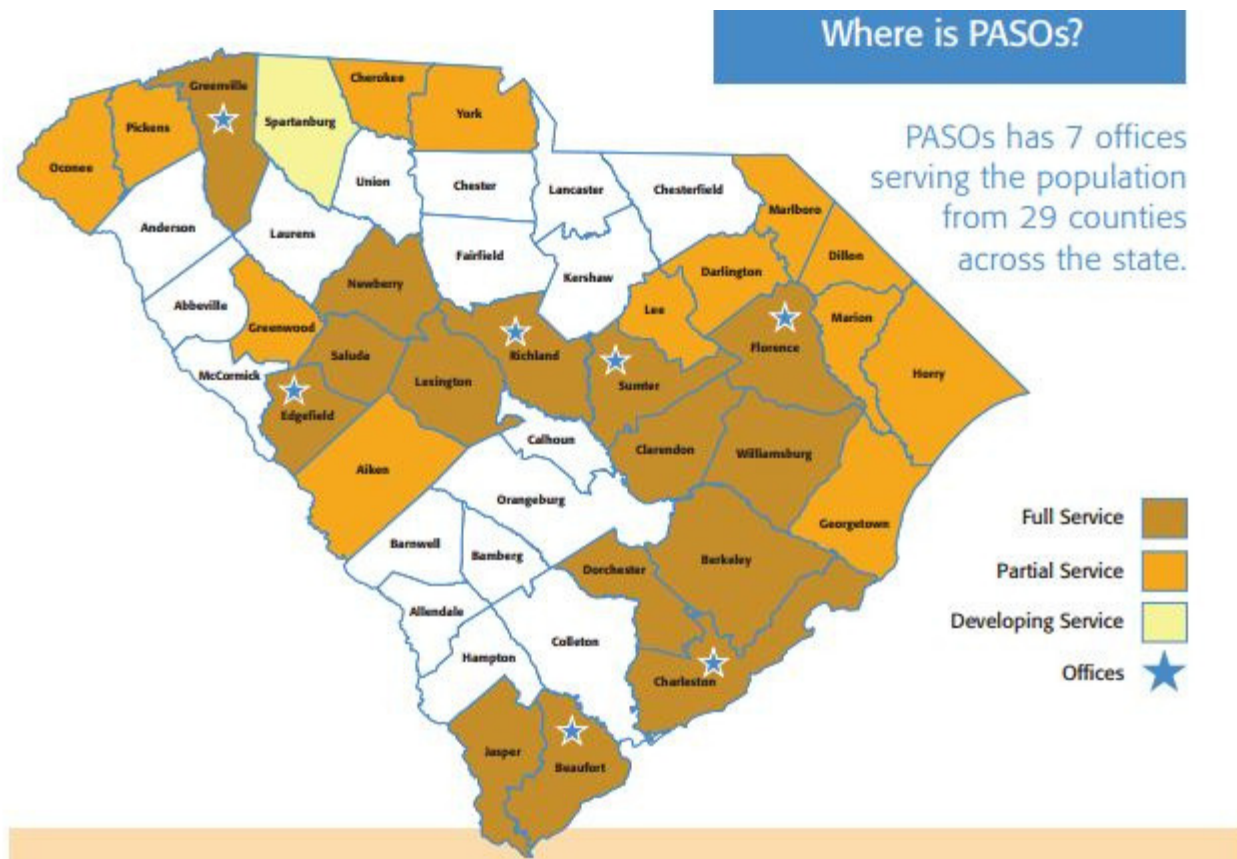 Where is PASOs?
PASOs has 7 offices
serving the population
from 29 counties
across the state.
Greenville
Cherokee
York
Spartanburg
Pickens
Oconee
Union
Chester
Lancaster
Chesterfield
Marlboro
Anderson
Laurens
Fairfield
Kershaw
Darlington
Dillon
Newberry
Abbeville
Greenwood
Lee
Marion
Saluda
Richland
Florence
McCormick
Lexington
Sumter
Horry
Edgefield
Calhoun
Clarendon
Williamsburg
Aiken
Orangeburg
Georgetown
Barnwell
Bamberg
Dorchester
Berkeley
Allendale
Colleton
Hampton
Charleston
Jasper
Beaufort
Full Service
Partial Service
Developing Service
Offices